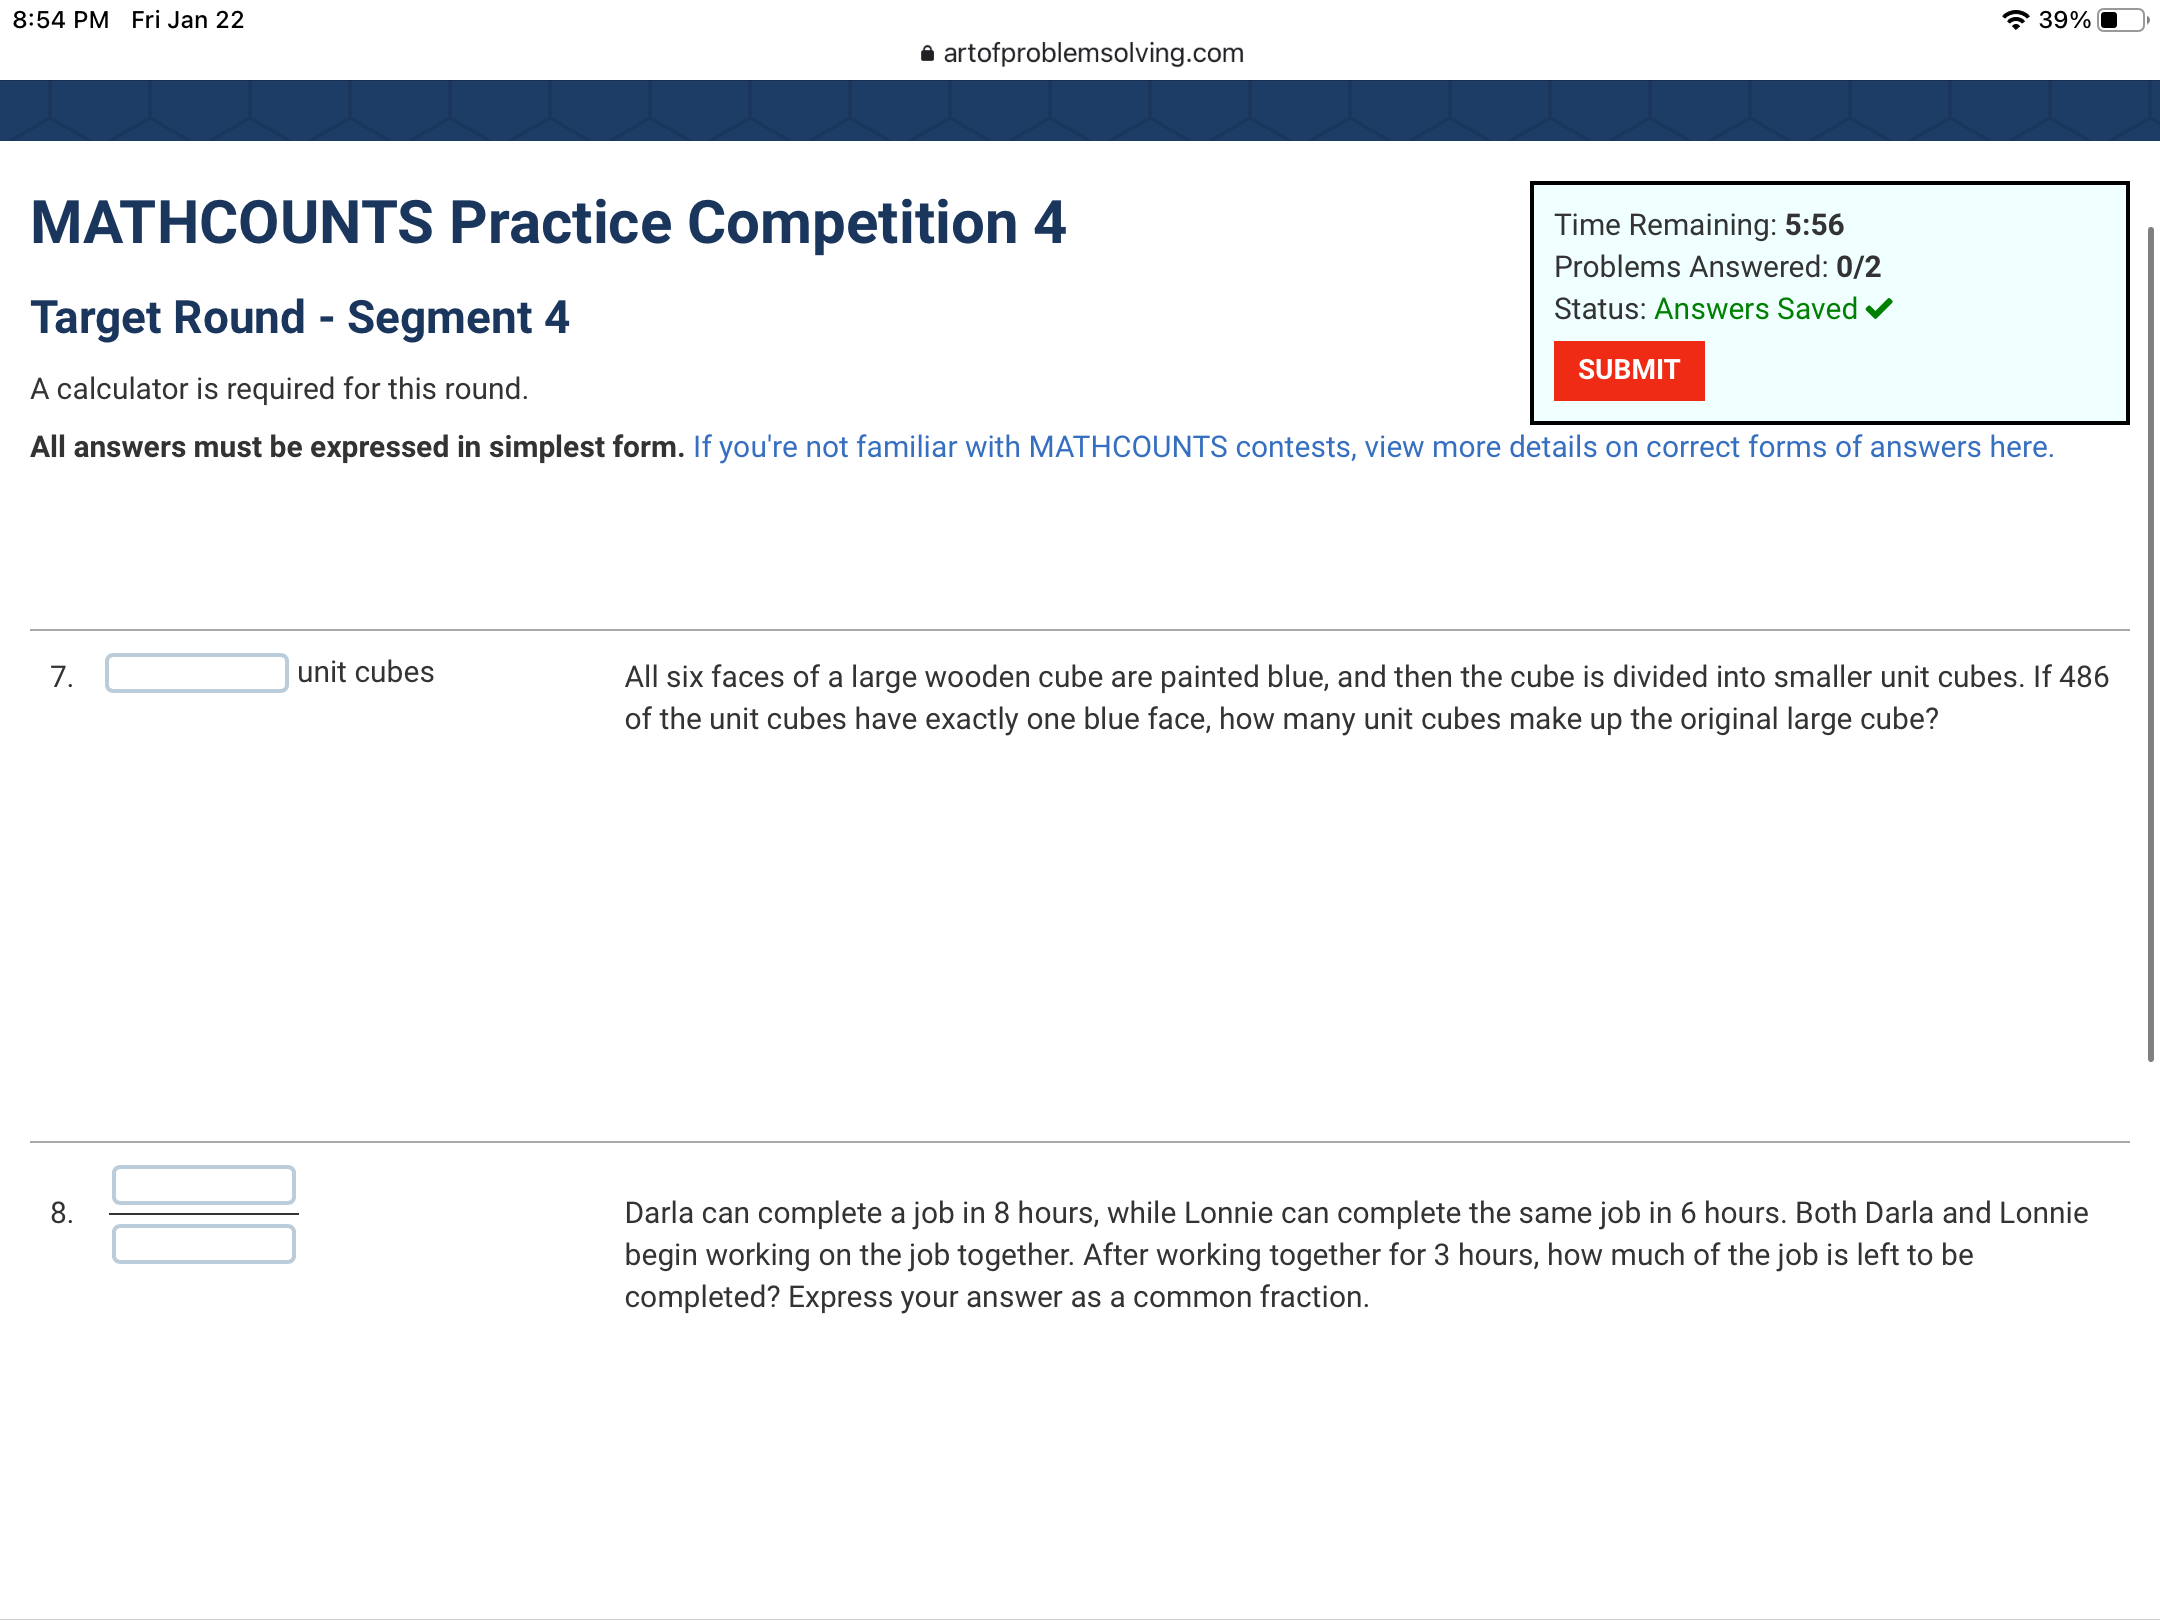 8:54 PM Fri Jan 22
39%
artofproblemsolving.com
MATHCOUNTS Practice Competition 4
Target Round - Segment 4
A calculator is required for this round.
All answers must be expressed in simplest form. If you're not familiar with MATHCOUNTS contests, view more details on correct forms of answers here.
Time Remaining: 5:56
Problems Answered: 0/2
Status: Answers Saved
SUBMIT
7. unit cubes
All six faces of a large wooden cube are painted blue, and then the cube is divided into smaller unit cubes. If 486
of the unit cubes have exactly one blue face, how many unit cubes make up the original large cube?
8.
Darla can complete a job in 8 hours, while Lonnie can complete the same job in 6 hours. Both Darla and Lonnie
begin working on the job together. After working together for 3 hours, how much of the job is left to be
completed? Express your answer as a common fraction.